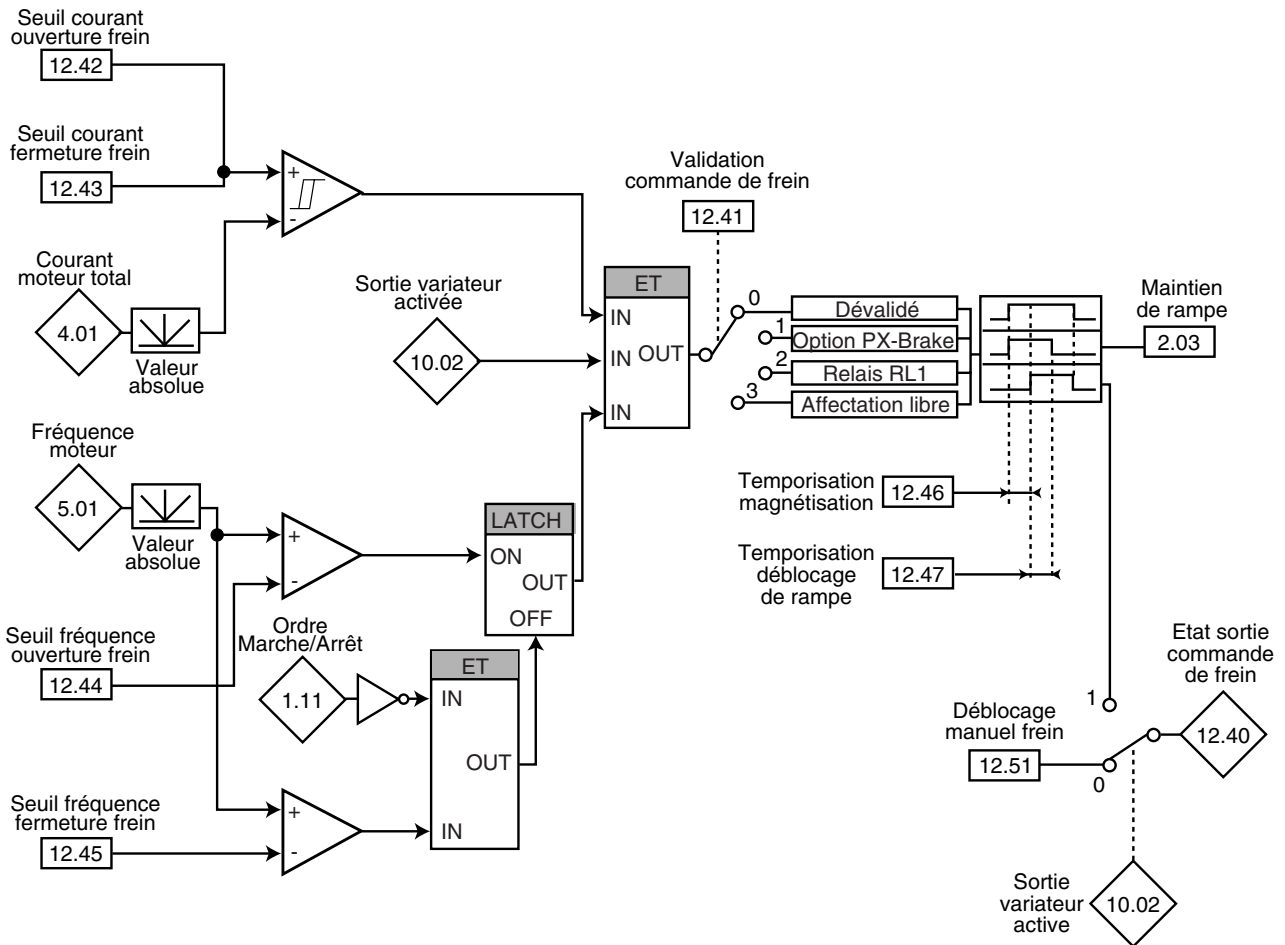 Seuil courant
ouverture frein
12.42
Seuil courant
fermeture frein
12.43
+
-
Courant
moteur total
4.01
Valeur
absolue
Sortie variateur
activée
10.02
ET
IN
IN
OUT
IN
Validation
commande de frein
12.41
0
Dévalidé
1
Option PX-Brake
2
Relais RL1
3
Affectation libre
Maintien
de rampe
2.03
Fréquence
moteur
5.01
Valeur
absolue
+
-
LATCH
ON
OUT
OFF
Temporisation
magnétisation
12.46
Temporisation
déblocage
de rampe
12.47
Seuil fréquence
ouverture frein
12.44
Ordre
Marche/Arrêt
1.11
ET
IN
OUT
IN
Seuil fréquence
fermeture frein
12.45
+
-
Déblocage
manuel frein
12.51
1
0
Etat sortie
commande
de frein
12.40
Sortie
variateur
active
10.02